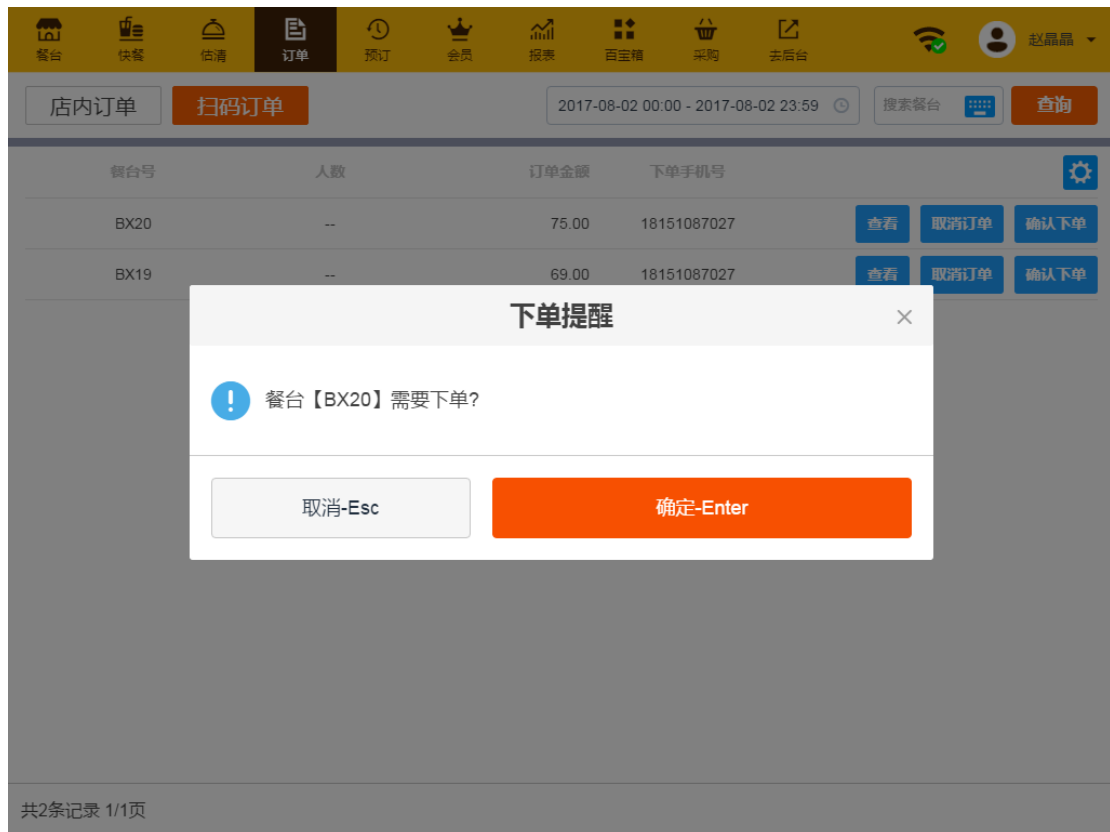 餐台 快餐 估清 订单 预订 会员 报表 百宝箱 采购 去后台 赵晶晶
店内订单 扫码订单 2017-08-02 00:00 - 2017-08-02 23:59 搜索餐台 查询
餐台号 人数 订单金额 下单手机号
BX20 -- 75.00 18151087027 查看 取消订单 确认下单
BX19 -- 69.00 18151087027 查看 取消订单 确认下单
下单提醒
餐台【BX20】需要下单?
取消-Esc 确定-Enter
共2条记录 1/1页